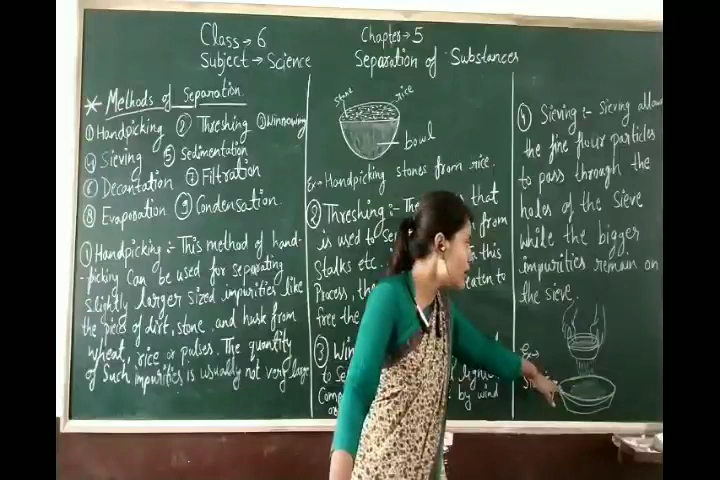 Class → 6
Subject → Science
Chapter → 5
Separation of Substances
* Methods of Separation
① Handpicking ② Threshing ③ Winnowing
④ Sieving ⑤ Sedimentation
⑥ Decantation ⑦ Filtration
⑧ Evaporation ⑨ Condensation.
① Handpicking :- This method of hand-
-picking can be used for separating
slightly larger sized impurities like
the pieces of dirt, stone, and husk from
wheat, rice or pulses. The quantity
of such impurities is usually not very large
stone rice
bowl
Ex → Handpicking stones from rice.
② Threshing :- The that
is used to from
stalks etc. this
Process, the beaten to
free the
③ Win
to se
Comp by wind
④ Sieving :- Sieving allow
the fine flour particles
to pass through the
holes of the sieve
while the bigger
impurities remain on
the sieve.
Ex →